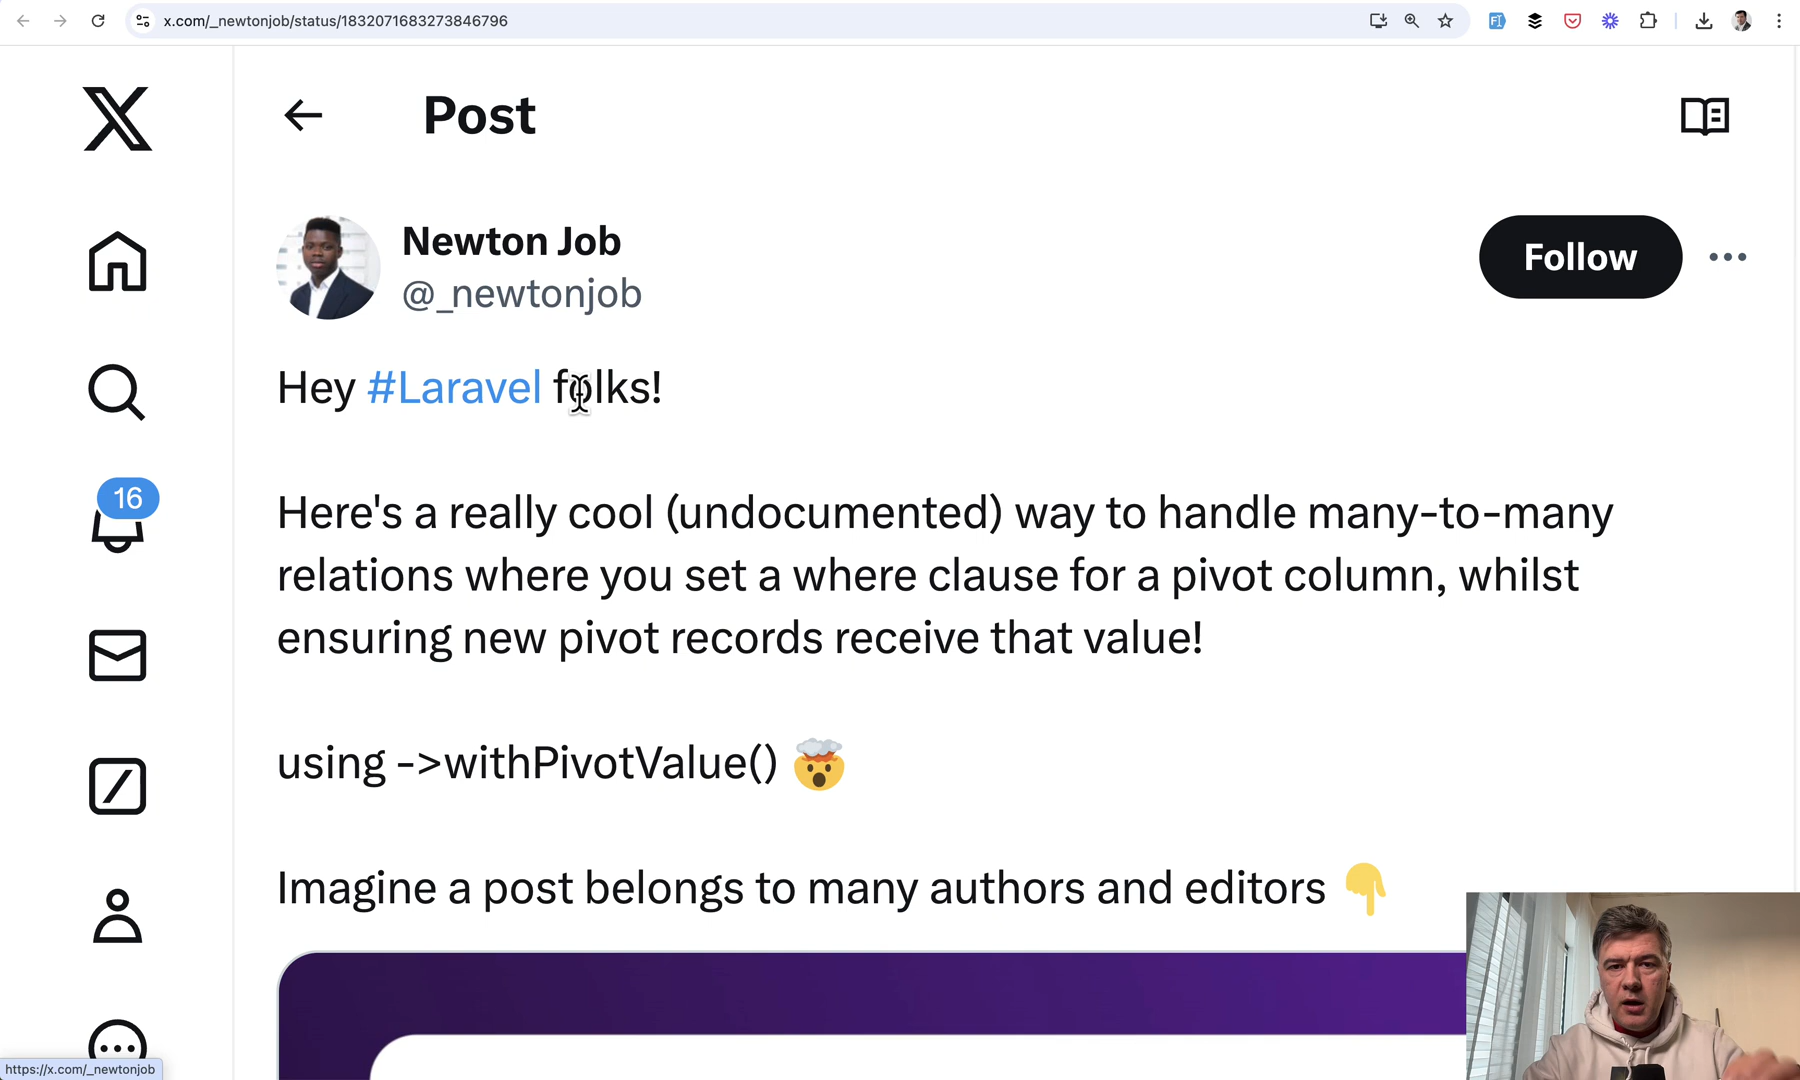 x.com/_newtonjob/status/1832071683273846796
Post
Newton Job
@_newtonjob
Follow
Hey #Laravel folks!
16
Here's a really cool (undocumented) way to handle many-to-many
relations where you set a where clause for a pivot column, whilst
ensuring new pivot records receive that value!
using ->withPivotValue() 🤯
Imagine a post belongs to many authors and editors 👇
https://x.com/_newtonjob